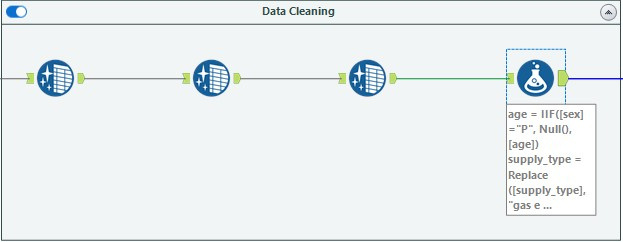 Data Cleaning
age = IIF([sex]
="P", Null(),
[age])
supply_type =
Replace
([supply_type],
"gas e ...